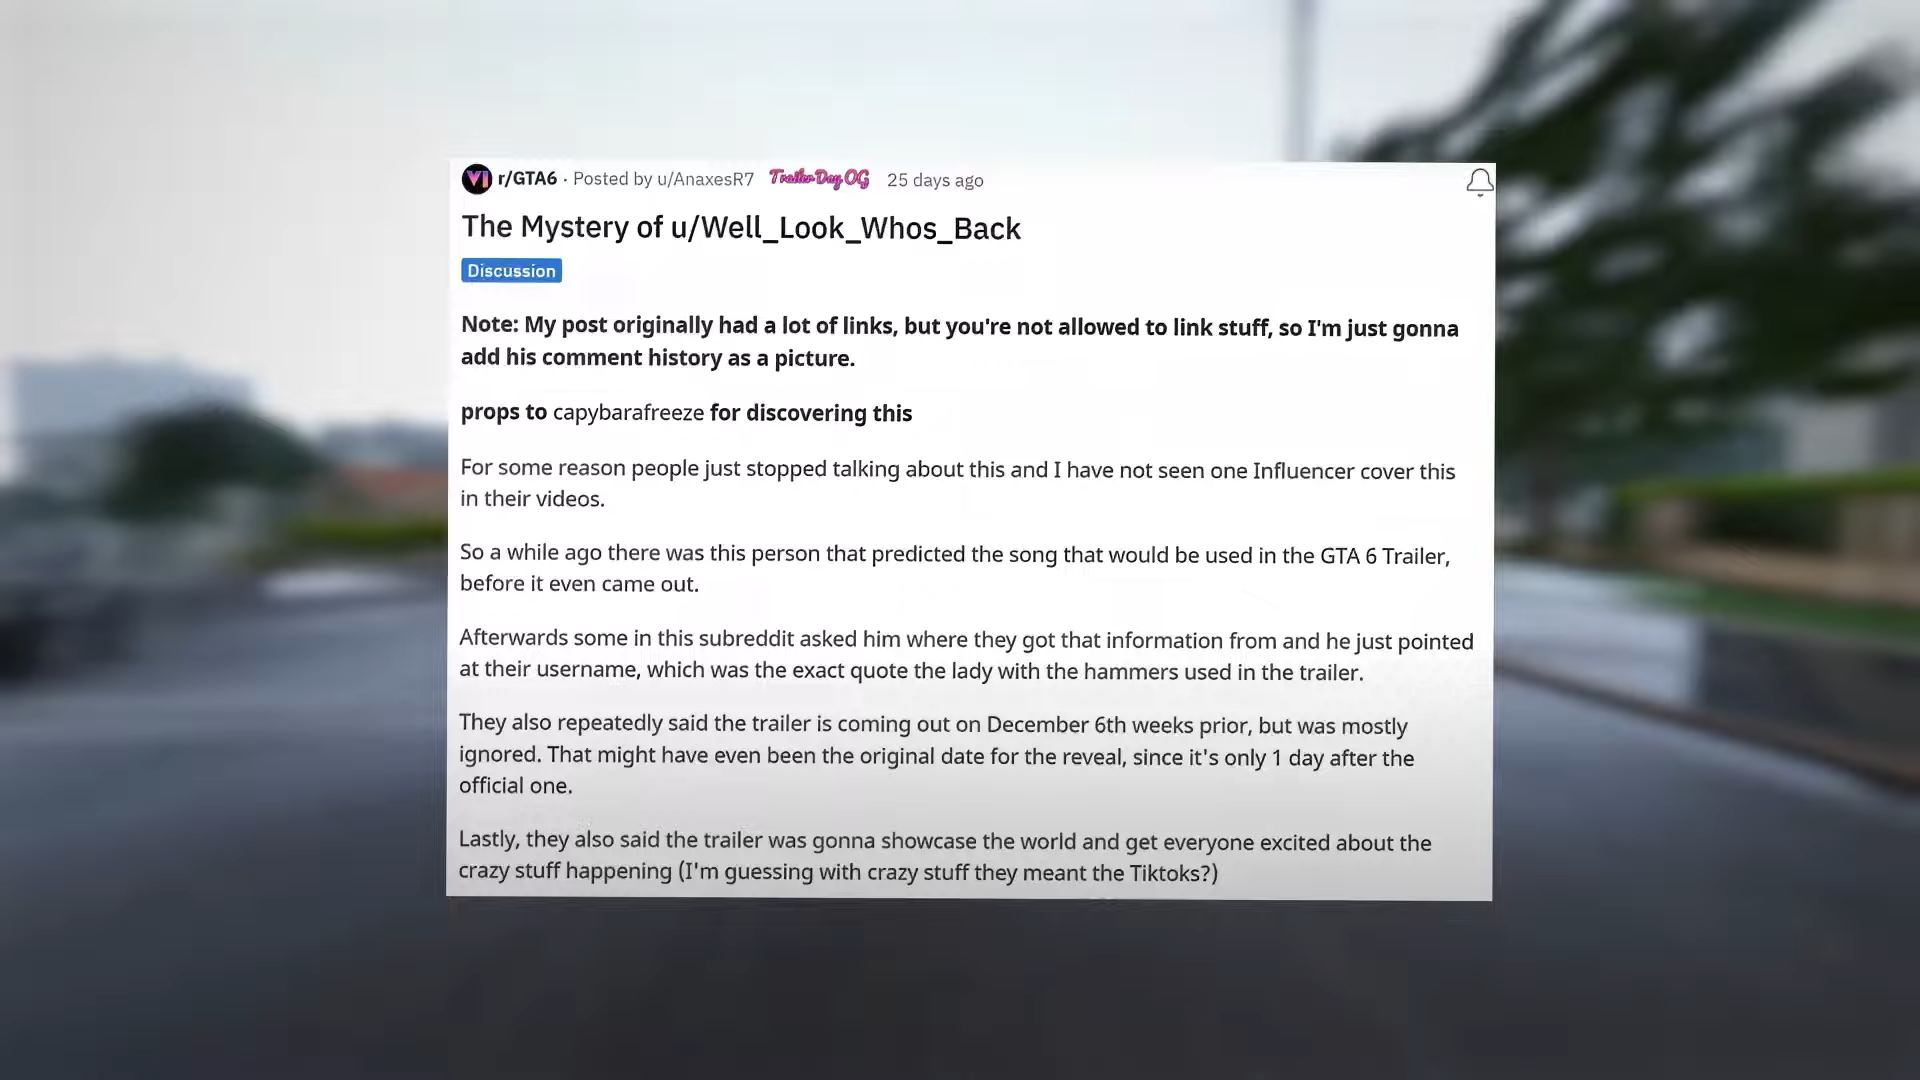 VI r/GTA6 · Posted by u/AnaxesR7 Trailer Day OG 25 days ago
The Mystery of u/Well_Look_Whos_Back
Discussion
Note: My post originally had a lot of links, but you're not allowed to link stuff, so I'm just gonna
add his comment history as a picture.
props to capybarafreeze for discovering this
For some reason people just stopped talking about this and I have not seen one Influencer cover this
in their videos.
So a while ago there was this person that predicted the song that would be used in the GTA 6 Trailer,
before it even came out.
Afterwards some in this subreddit asked him where they got that information from and he just pointed
at their username, which was the exact quote the lady with the hammers used in the trailer.
They also repeatedly said the trailer is coming out on December 6th weeks prior, but was mostly
ignored. That might have even been the original date for the reveal, since it's only 1 day after the
official one.
Lastly, they also said the trailer was gonna showcase the world and get everyone excited about the
crazy stuff happening (I'm guessing with crazy stuff they meant the Tiktoks?)